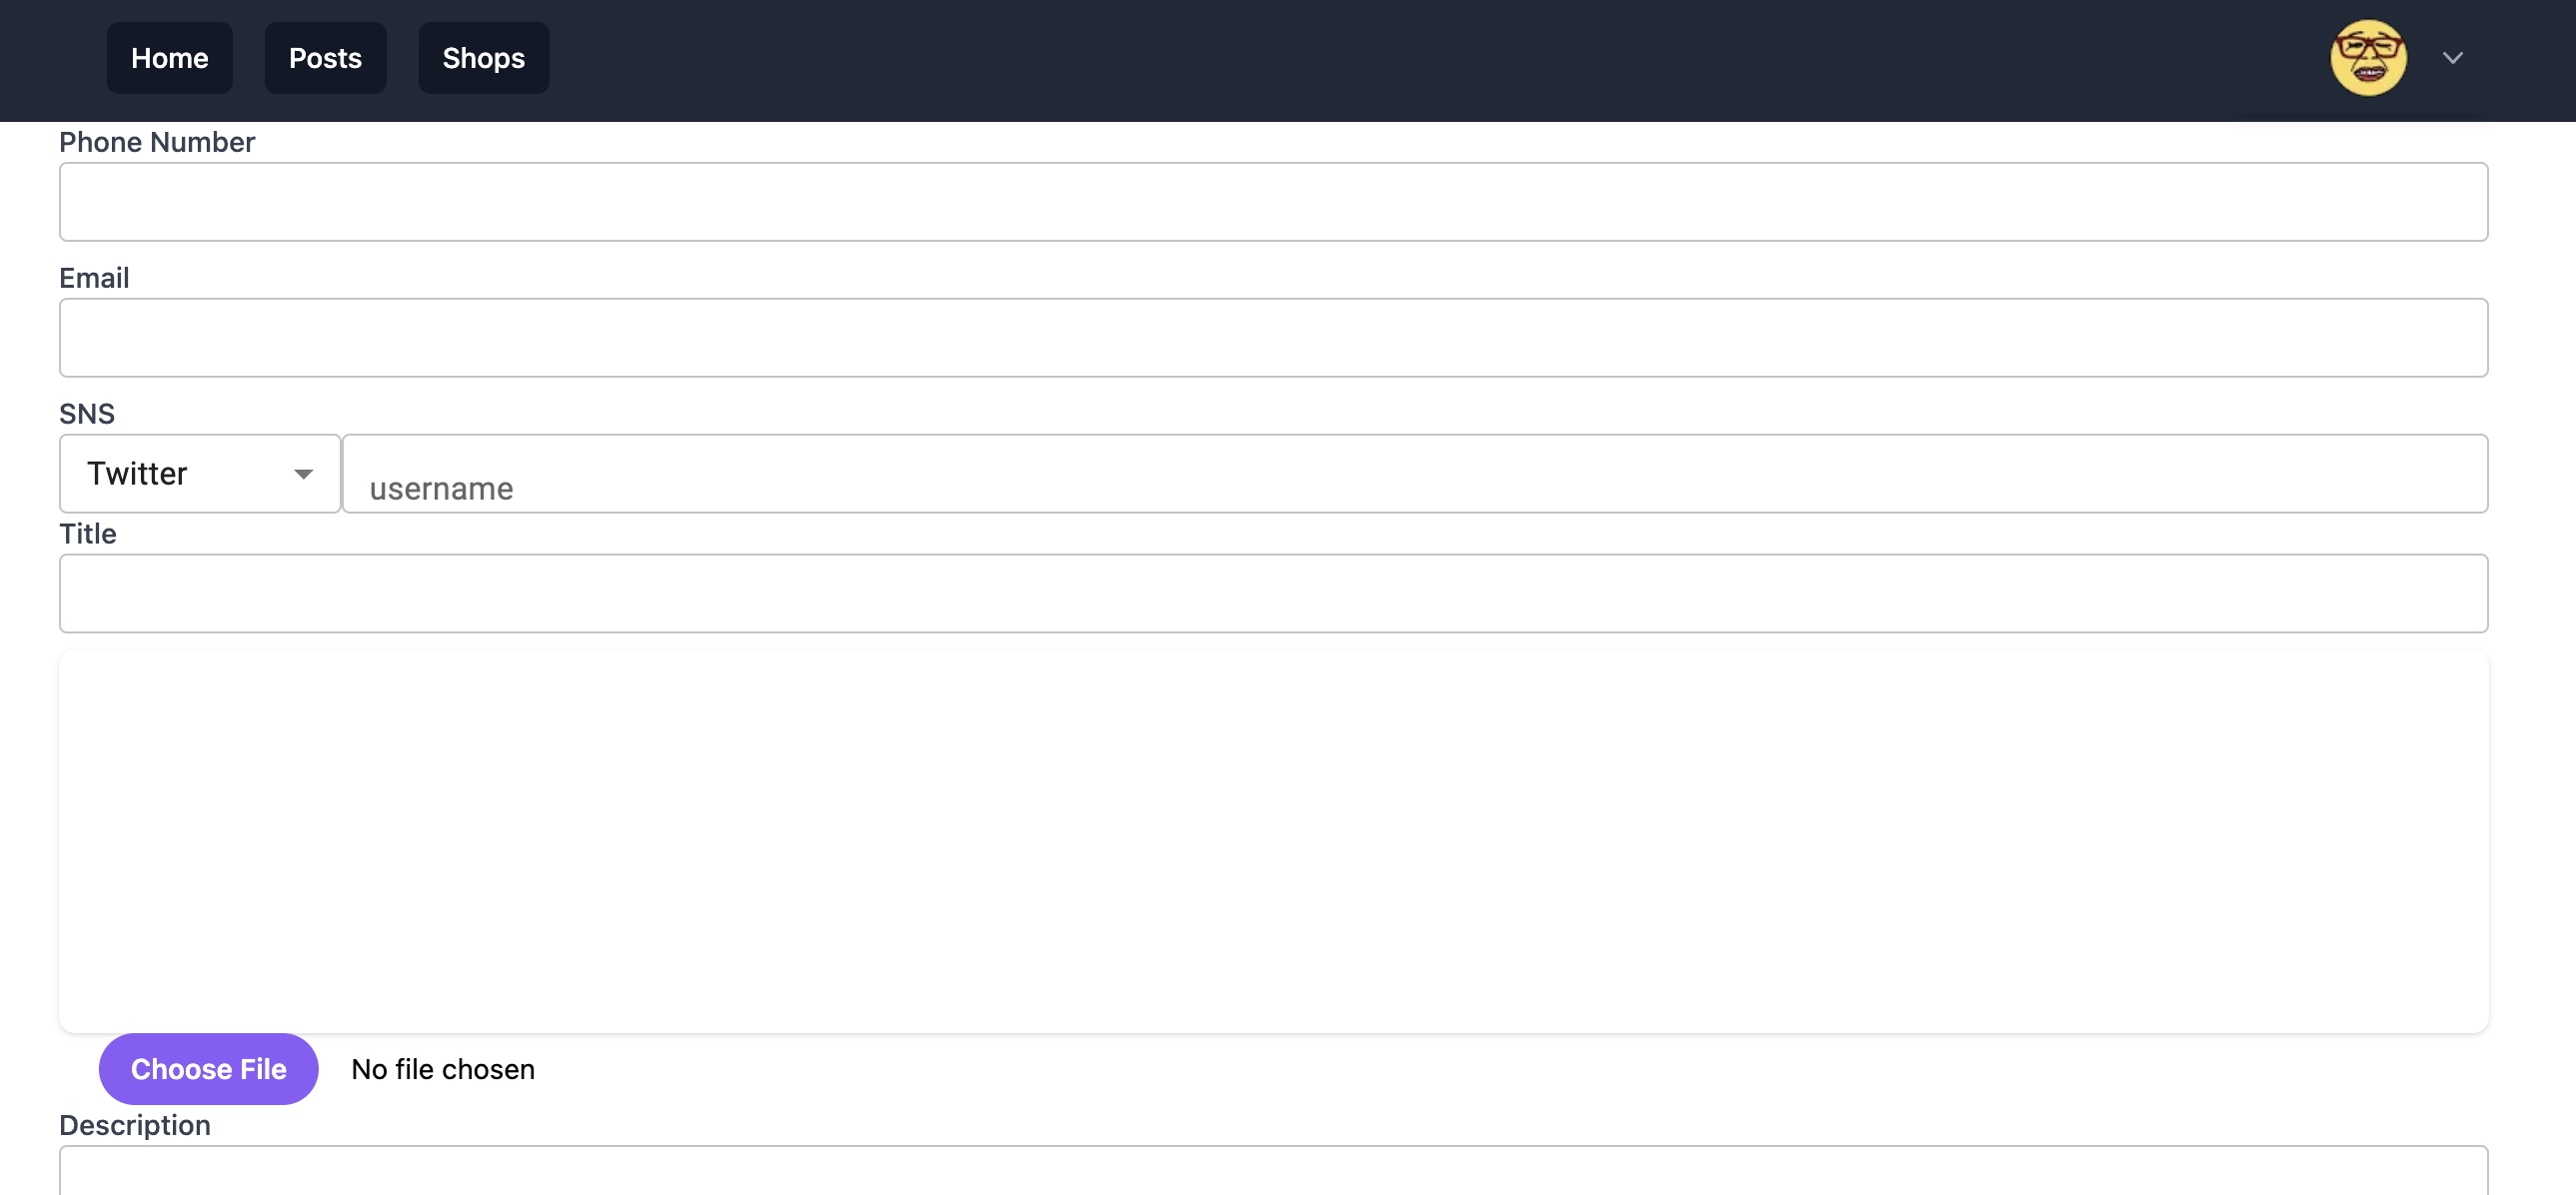 Home Posts Shops
Phone Number
Email
SNS
Twitter username
Title
Choose File No file chosen
Description